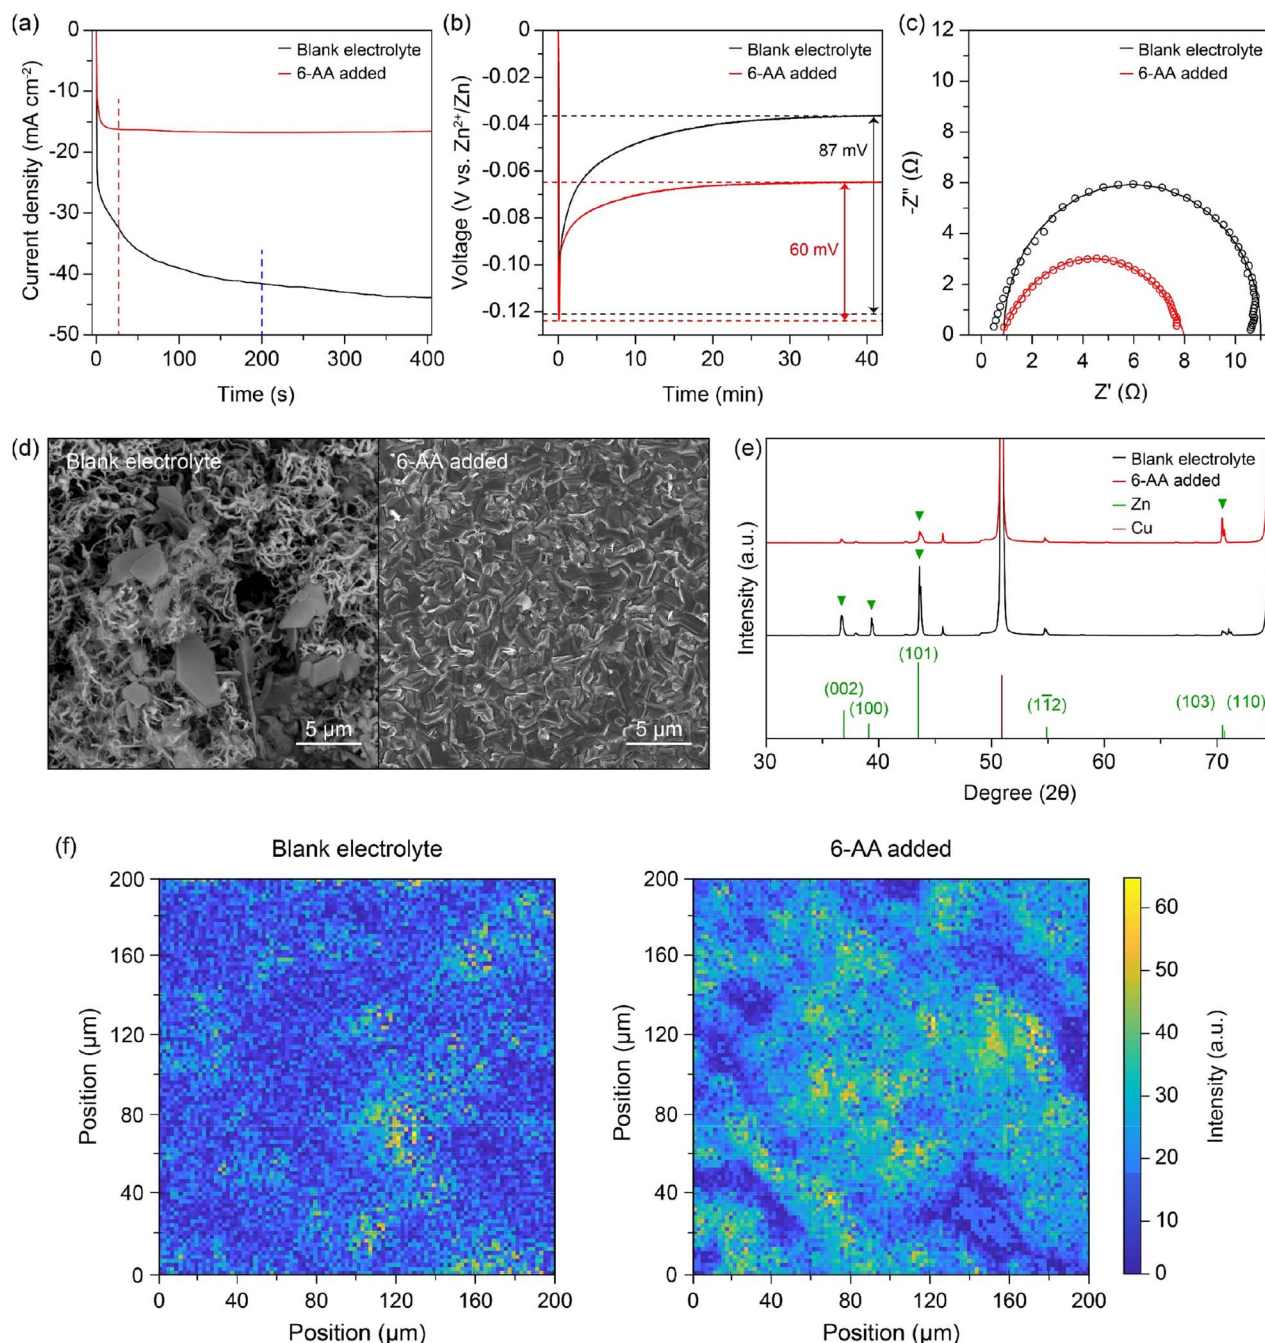 (a)
Current density (mA cm⁻²)
0
-10
-20
-30
-40
-50
Blank electrolyte
6-AA added
0 100 200 300 400
Time (s)
(b)
Voltage (V vs. Zn²⁺/Zn)
0
-0.02
-0.04
-0.06
-0.08
-0.10
-0.12
Blank electrolyte
6-AA added
87 mV
60 mV
0 10 20 30 40
Time (min)
(c)
-Z" (Ω)
12
10
8
6
4
2
0
Blank electrolyte
6-AA added
0 2 4 6 8 10
Z' (Ω)
(d)
Blank electrolyte
5 µm
6-AA added
5 µm
(e)
Intensity (a.u.)
Blank electrolyte
6-AA added
Zn
Cu
(002)
(100)
(101)
(11̅2)
(103)
(110)
30 40 50 60 70
Degree (2θ)
(f)
Blank electrolyte
Position (µm)
200
160
120
80
40
0
0 40 80 120 160 200
Position (µm)
6-AA added
Position (µm)
200
160
120
80
40
0
0 40 80 120 160 200
Position (µm)
60
50
40
30
20
10
0
Intensity (a.u.)